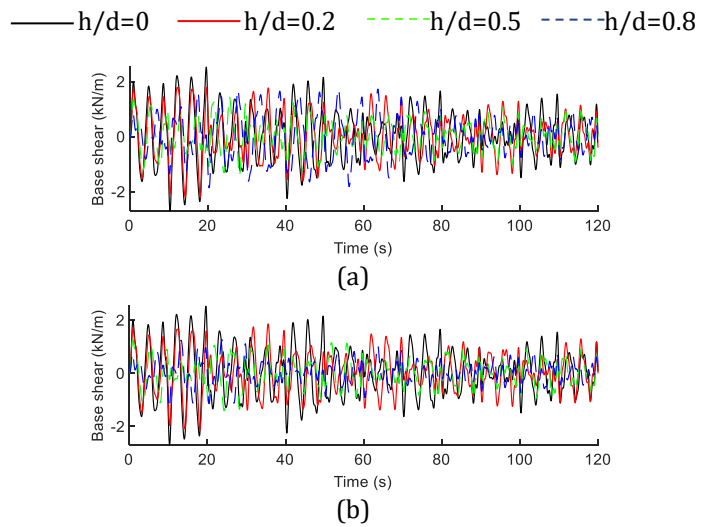 h/d=0 h/d=0.2 h/d=0.5 h/d=0.8
Base shear (kN/m)
2
0
-2
0 20 40 60 80 100 120
Time (s)
(a)
Base shear (kN/m)
2
0
-2
0 20 40 60 80 100 120
Time (s)
(b)